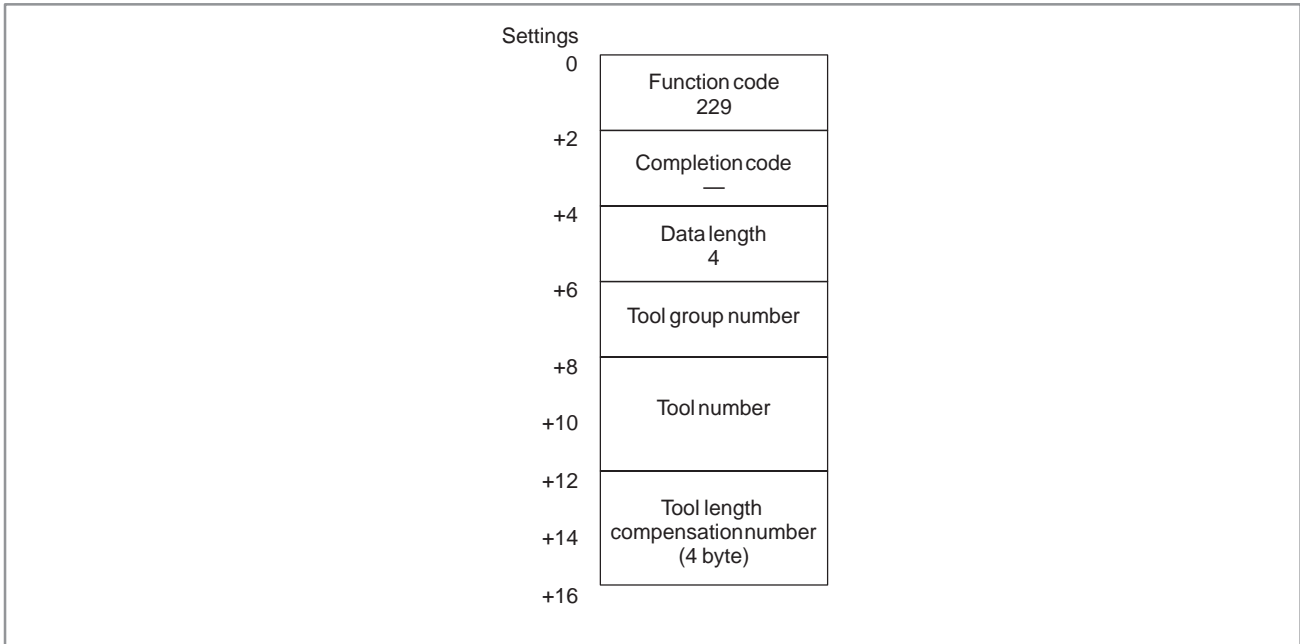 Settings
0
Function code
229
+2
Completion code
—
+4
Data length
4
+6
Tool group number
+8
Tool number
+10
+12
Tool length
compensation number
+14
(4 byte)
+16